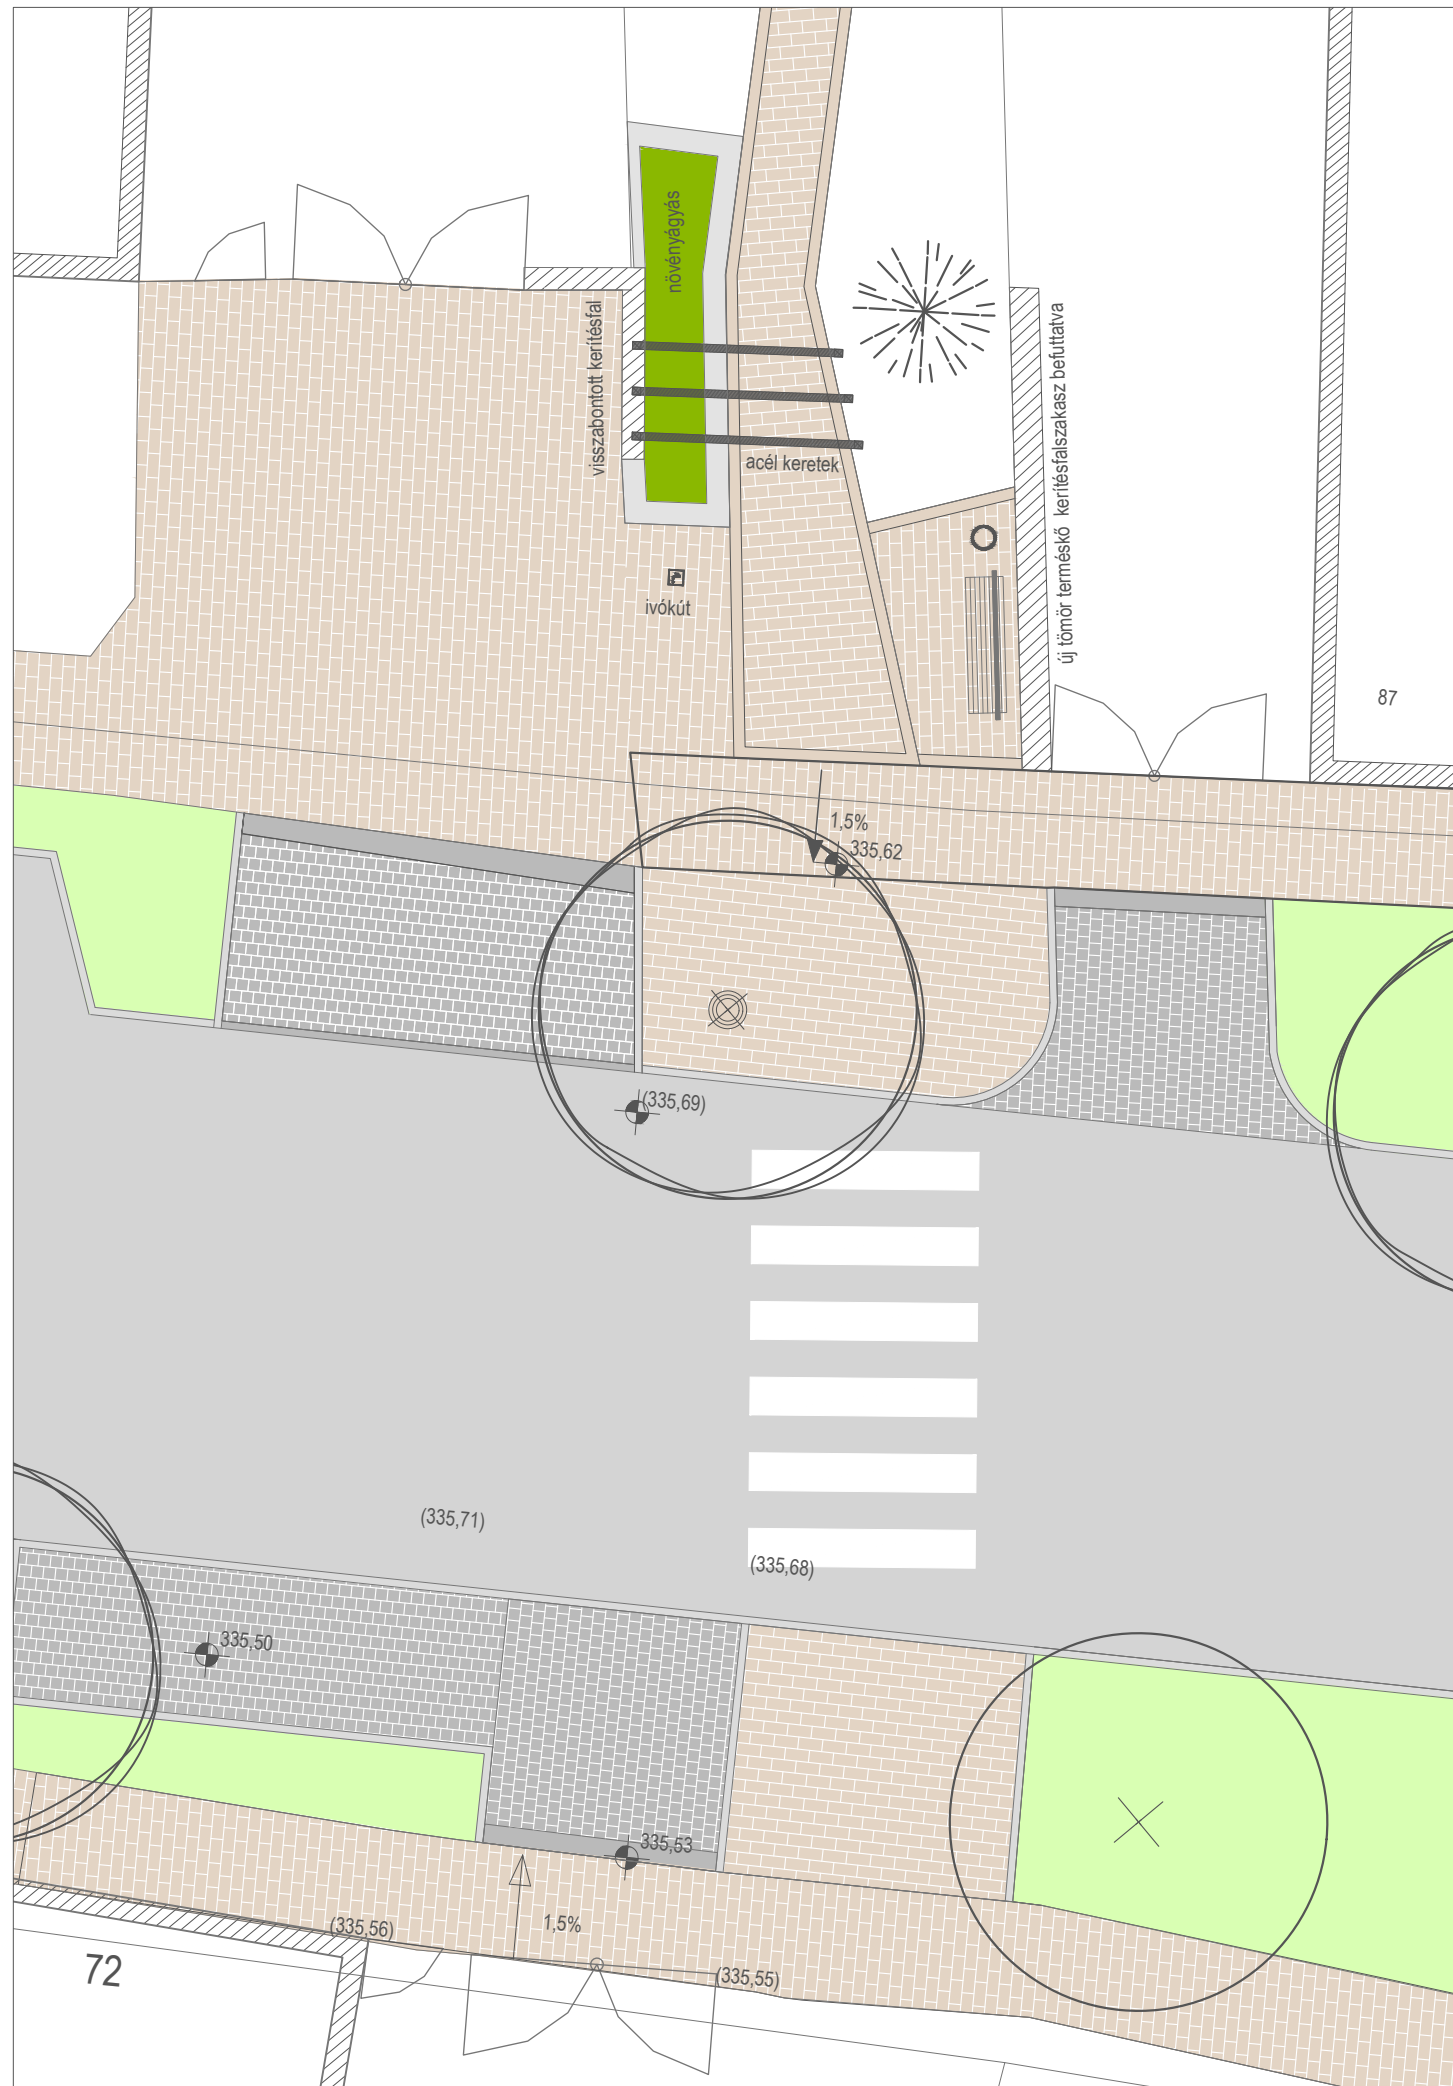 növényágyás
visszabontott kerítésfal
új tömör terméskő kerítésfalszakasz befuttatva
acél keretek
ivókút
87
1,5%
335,62
(335,69)
(335,71)
(335,68)
335,50
335,53
(335,56)
1,5%
(335,55)
72